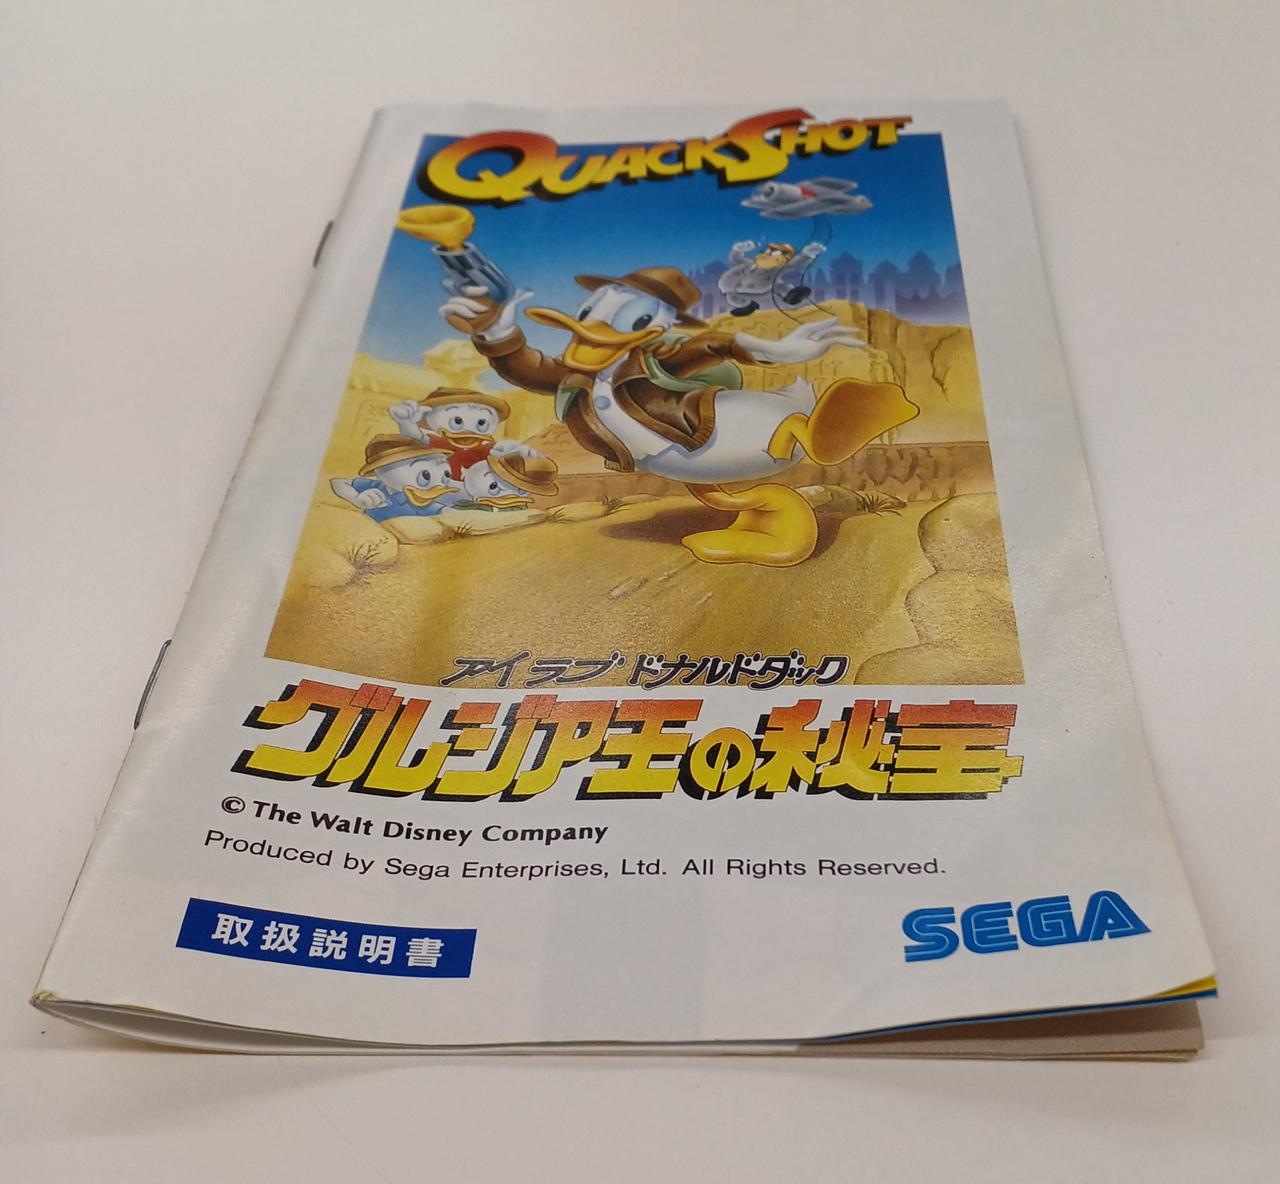 QUACKSHOT
アイ ラブ ドナルドダック
グルジア王の秘宝
© The Walt Disney Company
Produced by Sega Enterprises, Ltd. All Rights Reserved.
取扱説明書
SEGA